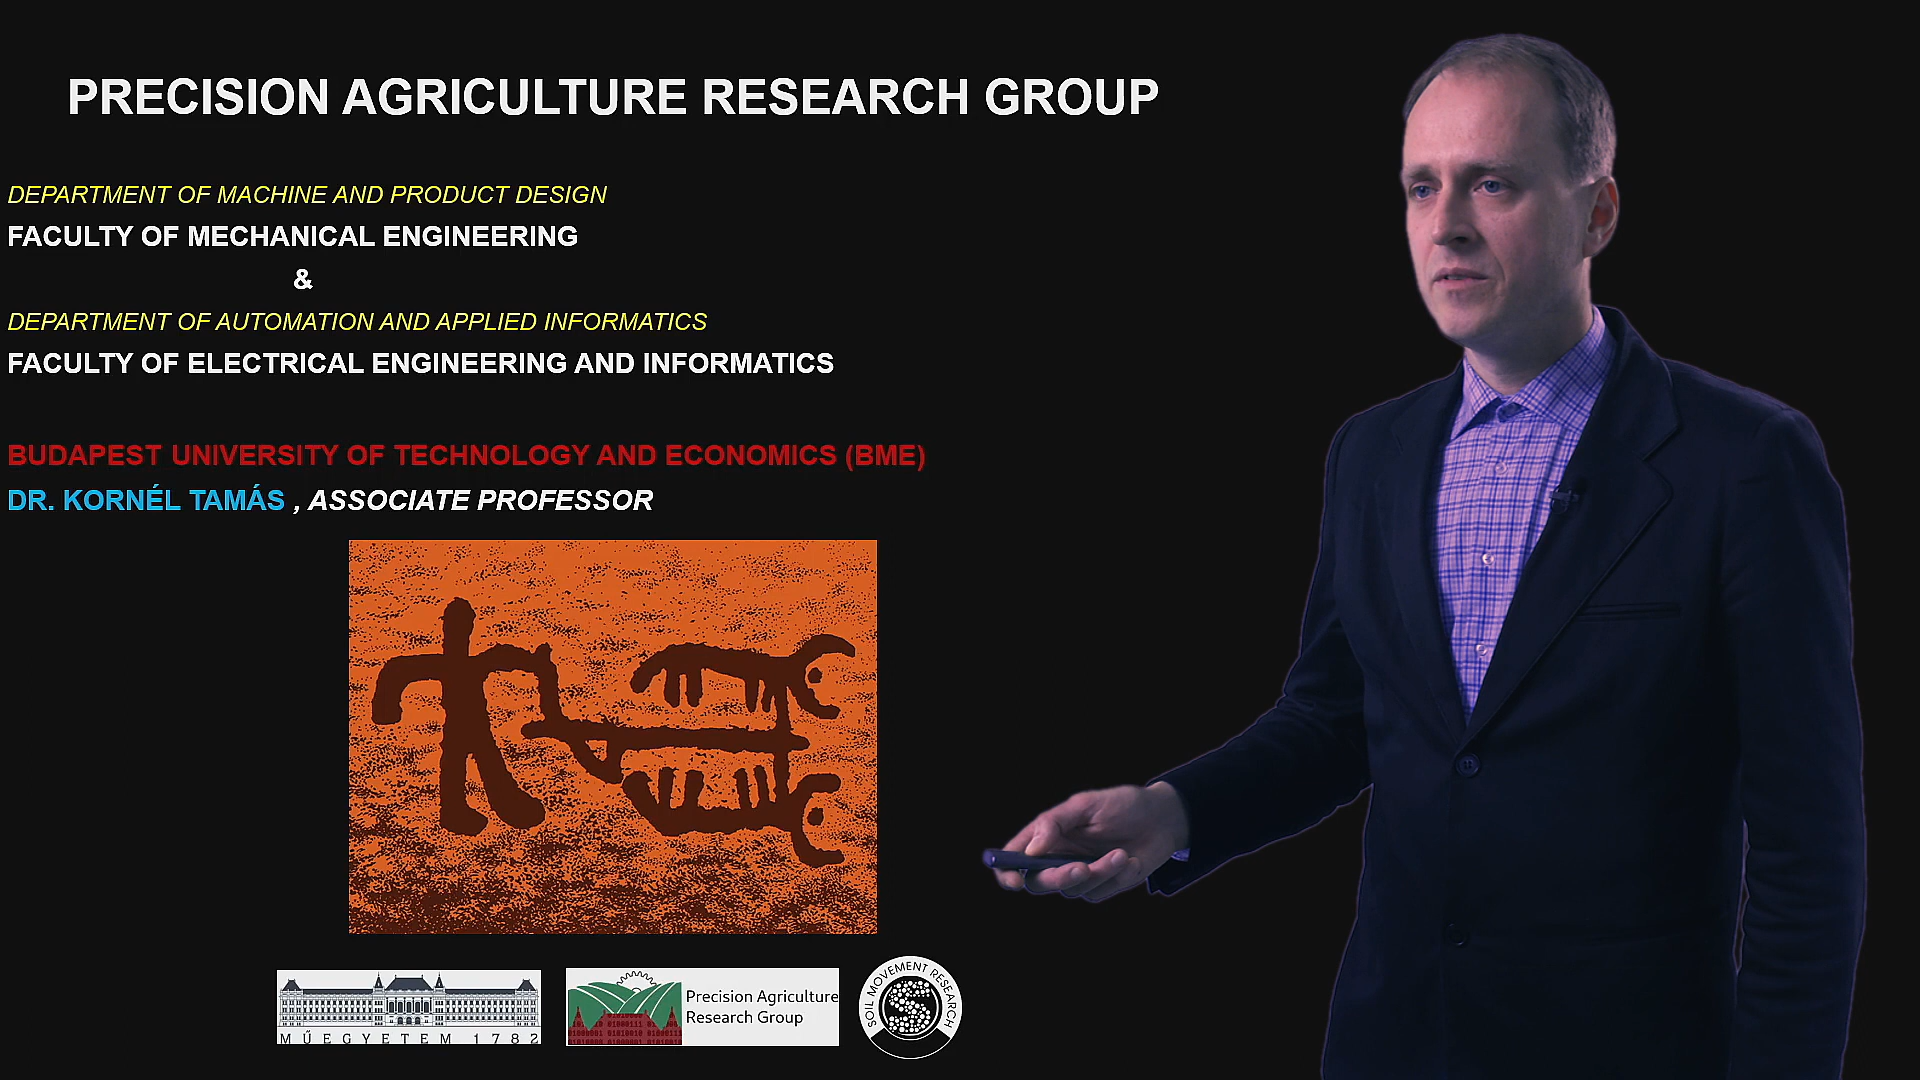 PRECISION AGRICULTURE RESEARCH GROUP
DEPARTMENT OF MACHINE AND PRODUCT DESIGN
FACULTY OF MECHANICAL ENGINEERING
&
DEPARTMENT OF AUTOMATION AND APPLIED INFORMATICS
FACULTY OF ELECTRICAL ENGINEERING AND INFORMATICS
BUDAPEST UNIVERSITY OF TECHNOLOGY AND ECONOMICS (BME)
DR. KORNÉL TAMÁS , ASSOCIATE PROFESSOR
MŰEGYETEM 1782
Precision Agriculture
Research Group
SOIL MOVEMENT RESEARCH